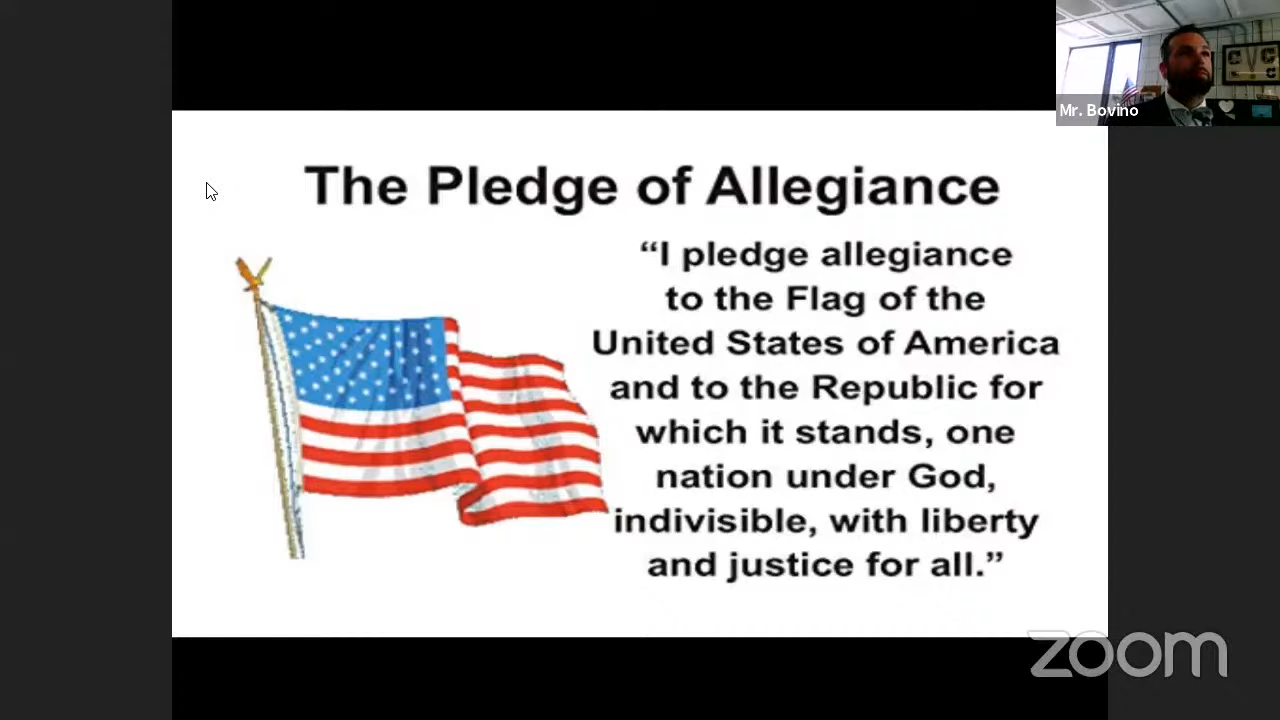 Mr. Bovino
The Pledge of Allegiance
“I pledge allegiance
to the Flag of the
United States of America
and to the Republic for
which it stands, one
nation under God,
indivisible, with liberty
and justice for all.”
zoom